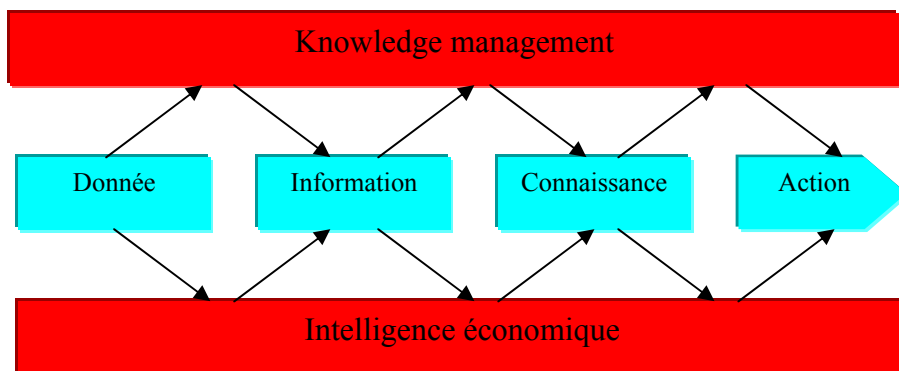 Knowledge management
Donnée
Information
Connaissance
Action
Intelligence économique